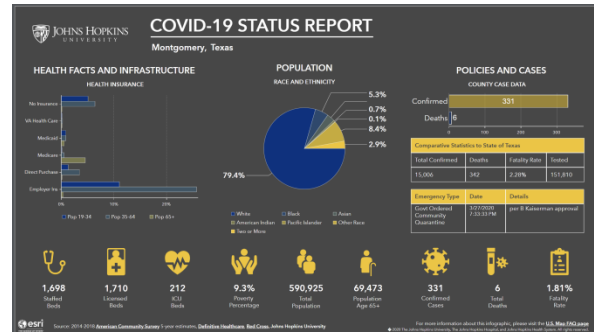 JOHNS HOPKINS
UNIVERSITY
COVID-19 STATUS REPORT
Montgomery, Texas
HEALTH FACTS AND INFRASTRUCTURE
HEALTH INSURANCE
No Insurance
VA Health Care
Medicaid
Medicare
Direct Purchase
Employer Ins
0%
10%
20%
Pop 19-34
Pop 35-64
Pop 65+
POPULATION
RACE AND ETHNICITY
5.3%
0.7%
0.1%
8.4%
2.9%
79.4%
White
Black
Asian
American Indian
Pacific Islander
Other Race
Two or More
POLICIES AND CASES
COUNTY CASE DATA
Confirmed
331
Deaths
6
0
100
200
300
Comparative Statistics to State of Texas
Total Confirmed
Deaths
Fatality Rate
Tested
15,006
342
2.28%
151,810
Emergency Type
Date
Details
Govt Ordered Community Quarantine
3/27/2020 7:33:33 PM
per B Kaiserman approval
1,698
Staffed Beds
1,710
Licensed Beds
212
ICU Beds
9.3%
Poverty Percentage
590,925
Total Population
69,473
Population Age 65+
331
Confirmed Cases
6
Total Deaths
1.81%
Fatality Rate
esri
Source: 2014-2018 American Community Survey 5-year estimates, Definitive Healthcare, Red Cross, Johns Hopkins University
For more information about this infographic, please visit the U.S. Map FAQ page